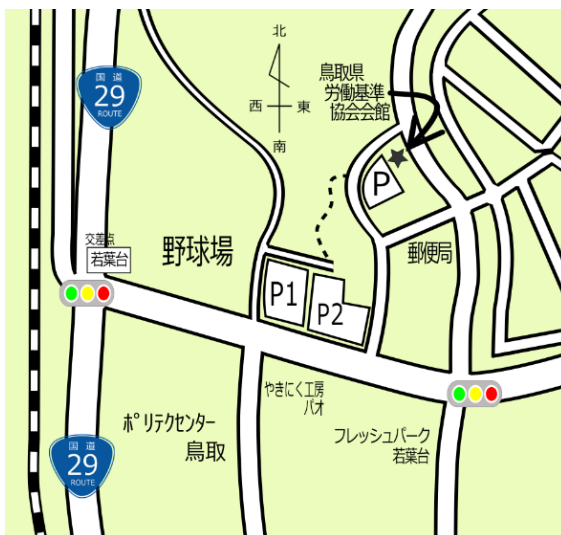 国道
29
ROUTE
北
西 東
南
鳥取県
労働基準
協会会館
P
交差点
若葉台
野球場
郵便局
P1
P2
やきにく工房
パオ
ポリテクセンター
鳥取
フレッシュパーク
若葉台
国道
29
ROUTE